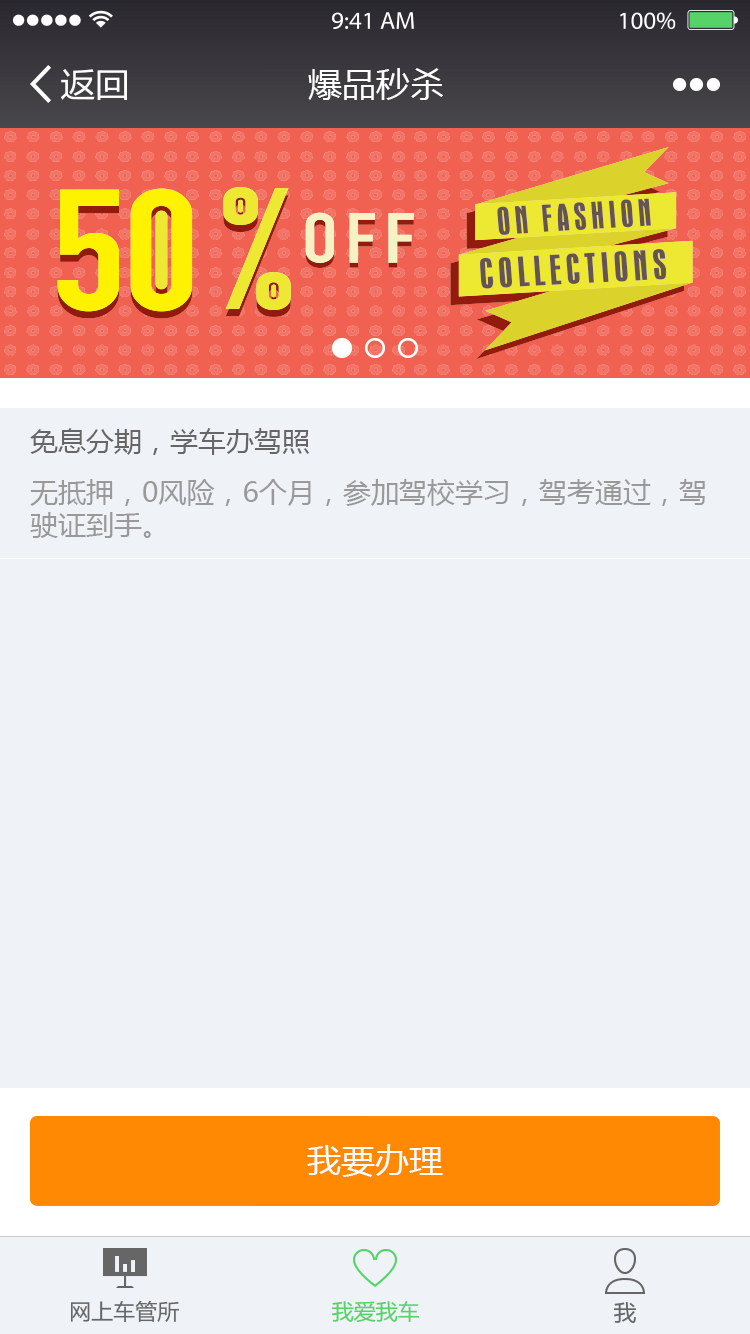 9:41 AM 100%
返回 爆品秒杀
50% OFF
ON FASHION
COLLECTIONS
免息分期，学车办驾照
无抵押，0风险，6个月，参加驾校学习，驾考通过，驾
驶证到手。
我要办理
网上车管所 我爱我车 我